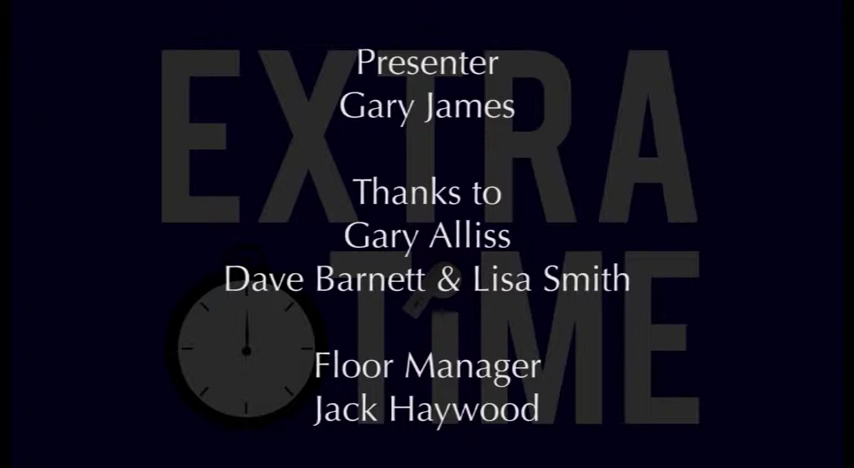 EXTRA
TiME
Presenter
Gary James
Thanks to
Gary Alliss
Dave Barnett & Lisa Smith
Floor Manager
Jack Haywood